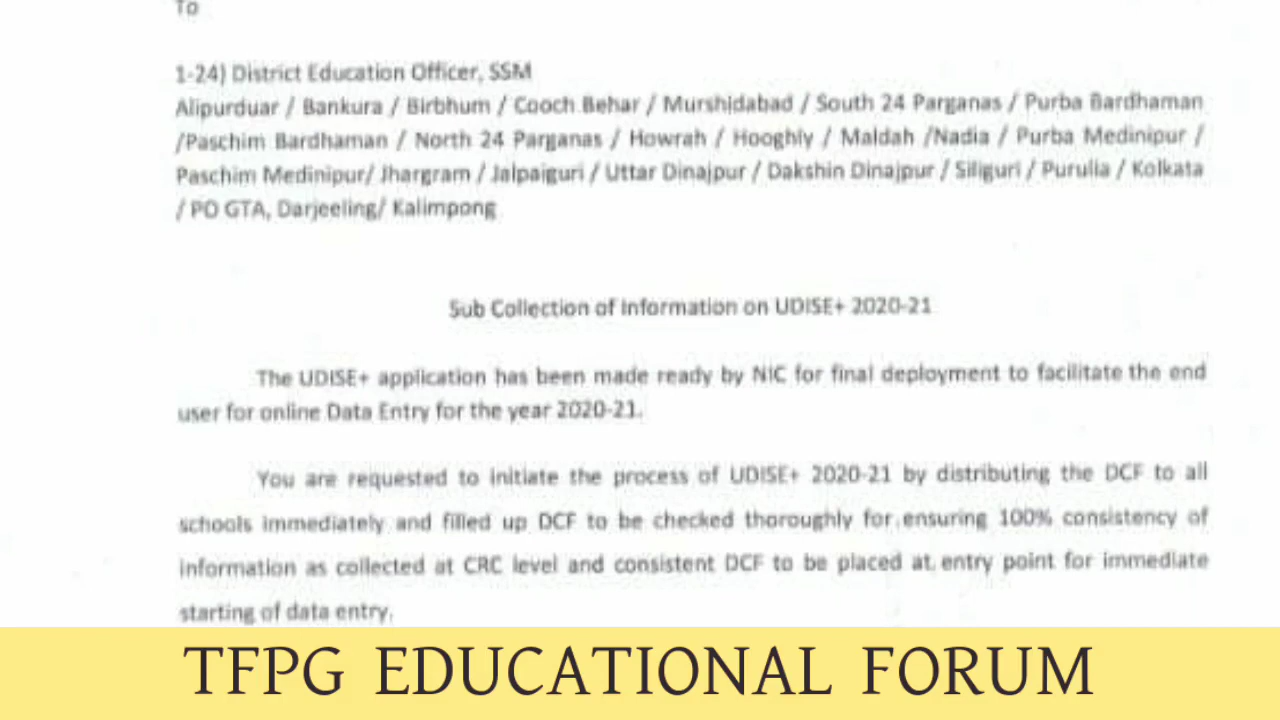 To
1-24) District Education Officer, SSM
Alipurduar / Bankura / Birbhum / Cooch Behar / Murshidabad / South 24 Parganas / Purba Bardhaman
/Paschim Bardhaman / North 24 Parganas / Howrah / Hooghly / Maldah /Nadia / Purba Medinipur /
Paschim Medinipur/ Jhargram / Jalpaiguri / Uttar Dinajpur / Dakshin Dinajpur / Siliguri / Purulia / Kolkata
/ PO GTA, Darjeeling/ Kalimpong
Sub Collection of Information on UDISE+ 2020-21
The UDISE+ application has been made ready by NIC for final deployment to facilitate the end
user for online Data Entry for the year 2020-21.
You are requested to initiate the process of UDISE+ 2020-21 by distributing the DCF to all
schools immediately and filled up DCF to be checked thoroughly for ensuring 100% consistency of
information as collected at CRC level and consistent DCF to be placed at entry point for immediate
starting of data entry.
TFPG EDUCATIONAL FORUM